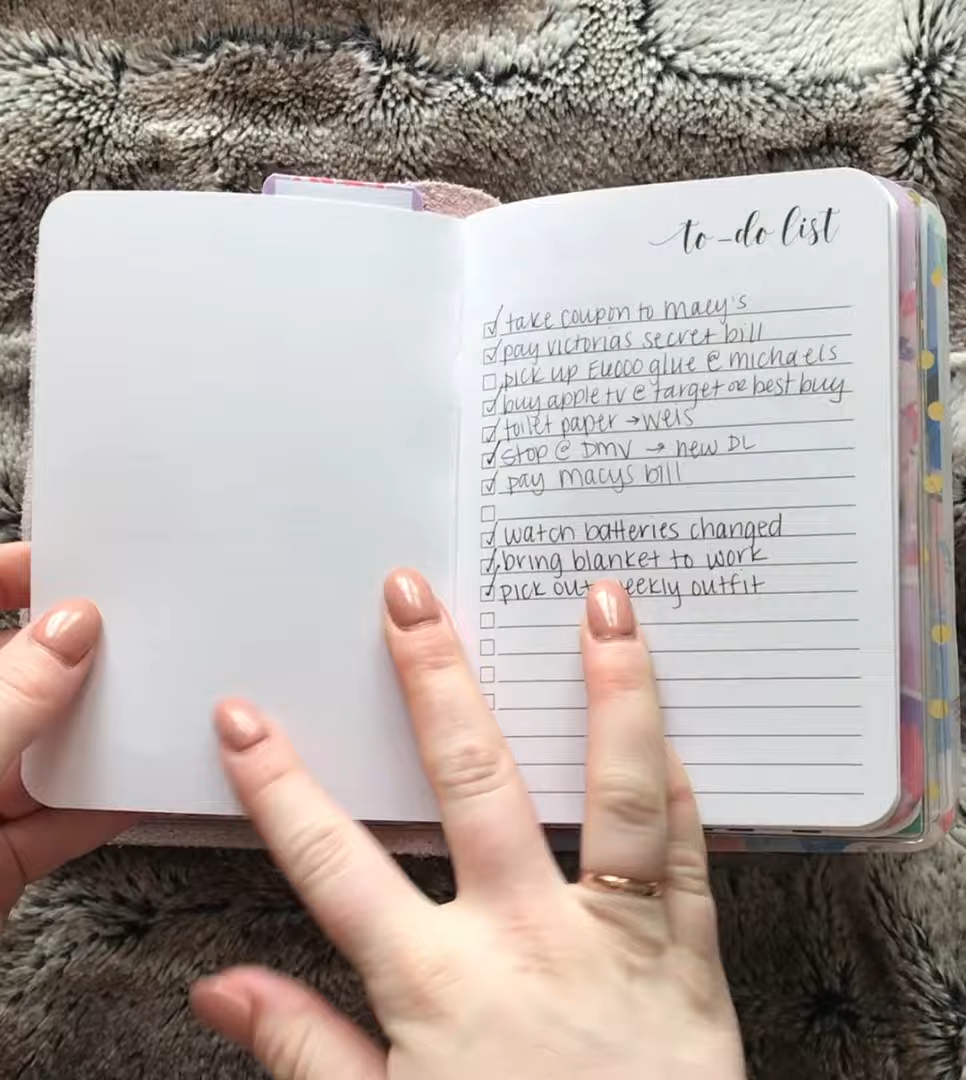 to-do list
take coupon to macy's
pay victorias secret bill
pick up E6000 glue @ michaels
buy apple tv @ target or best buy
toilet paper → weis
stop @ DMV → new DL
pay macys bill
watch batteries changed
bring blanket to work
pick out weekly outfit